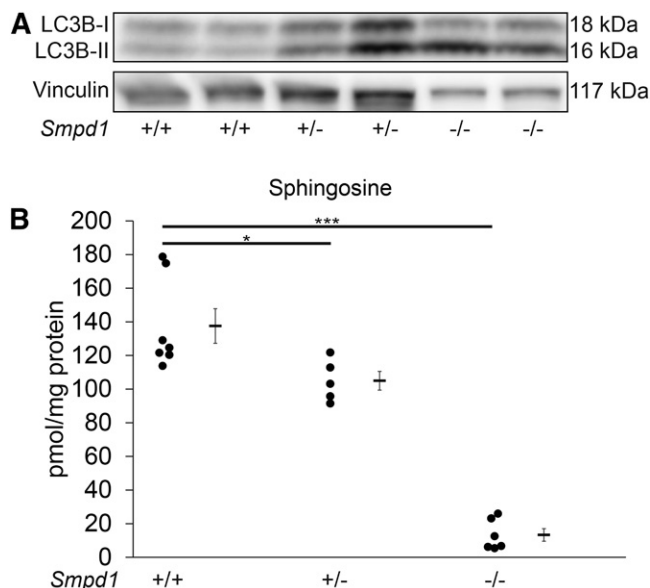 A
LC3B-I 18 kDa
LC3B-II 16 kDa
Vinculin 117 kDa
Smpd1 +/+ +/+ +/- +/- -/- -/-
Sphingosine
B
200
***
*
180
160
140
120
100
80
60
40
20
0
pmol/mg protein
Smpd1 +/+ +/- -/-